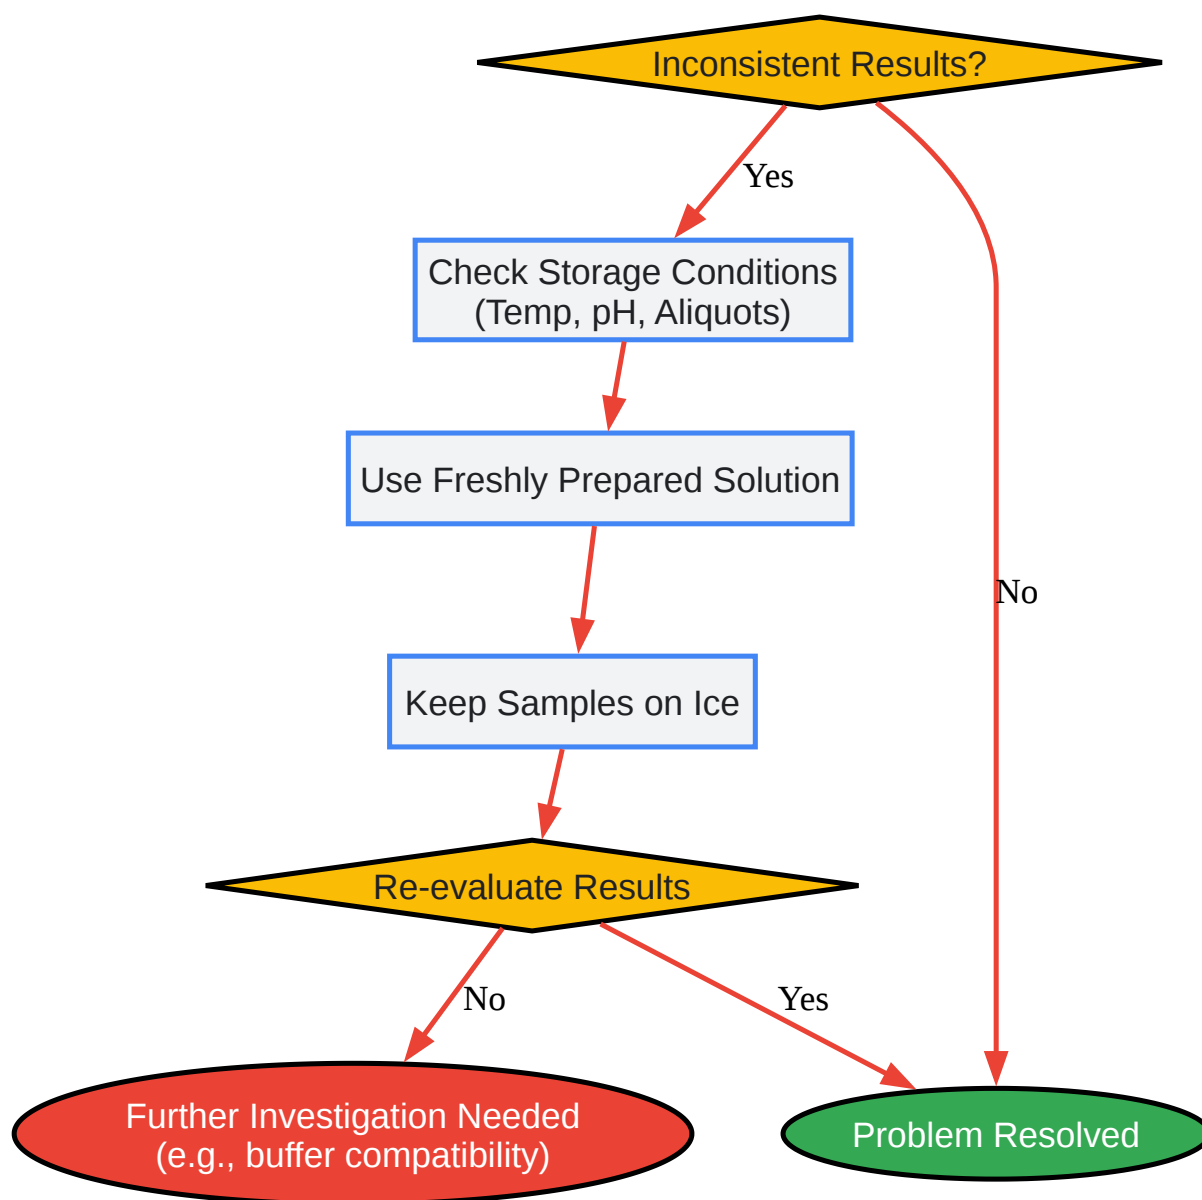 Inconsistent Results?
Yes
Check Storage Conditions
(Temp, pH, Aliquots)
Use Freshly Prepared Solution
No
Keep Samples on Ice
Re-evaluate Results
No
Yes
Further Investigation Needed
(e.g., buffer compatibility)
Problem Resolved